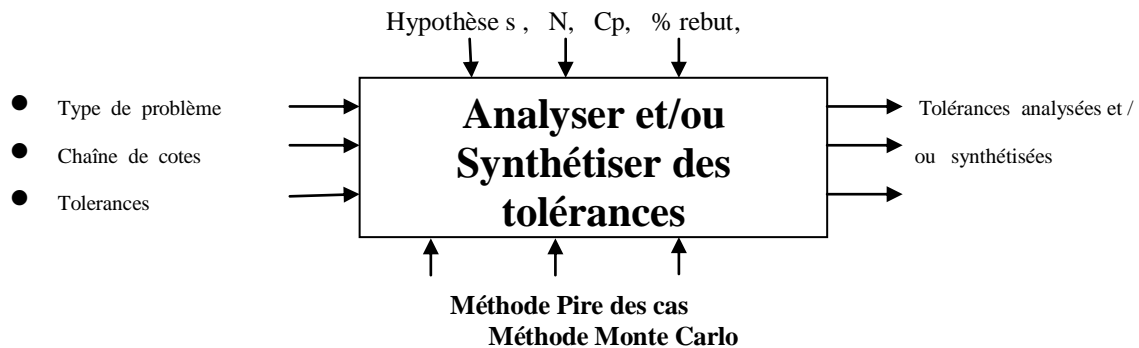 Hypothèse s , N, Cp, % rebut,
● Type de problème
● Chaîne de cotes
● Tolerances
Analyser et/ou
Synthétiser des
tolérances
Tolérances analysées et /
ou synthétisées
Méthode Pire des cas
Méthode Monte Carlo